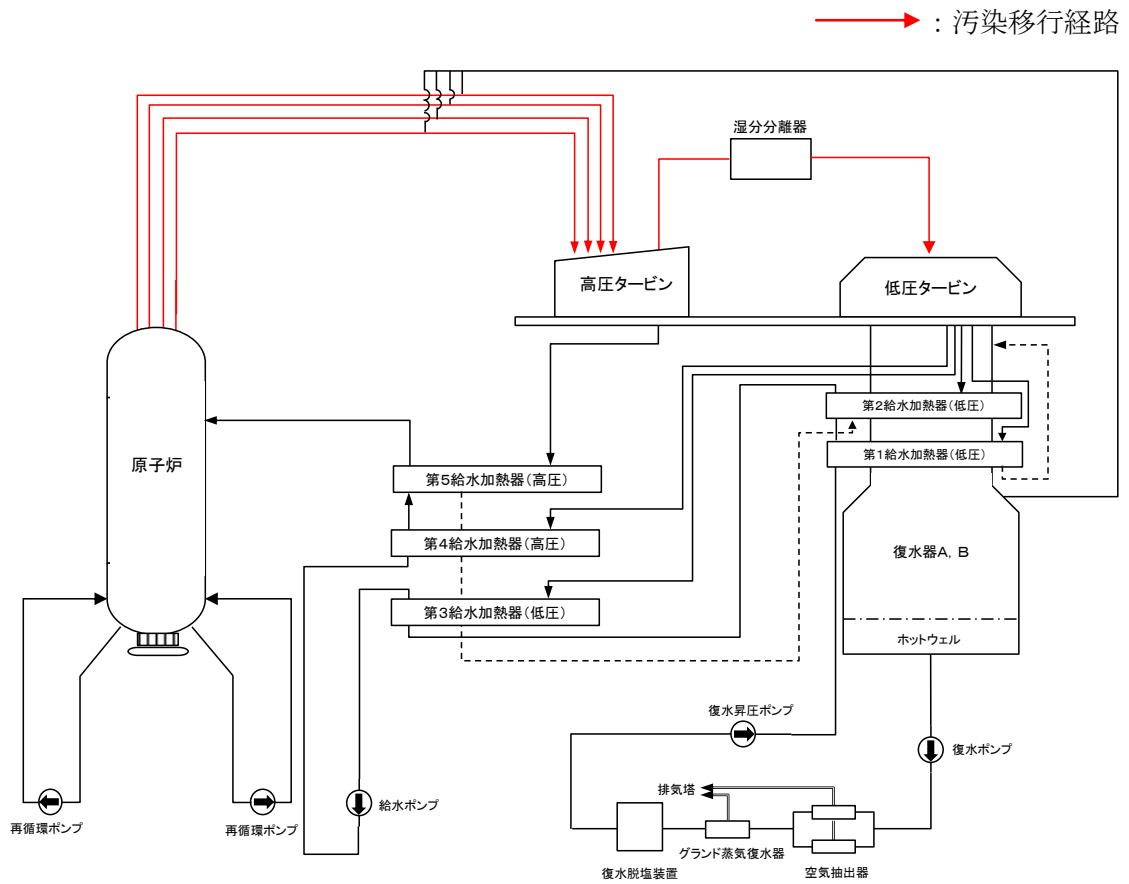 ：汚染移行経路
湿分分離器
高圧タービン
低圧タービン
第2給水加熱器(低圧)
第1給水加熱器(低圧)
原子炉
第5給水加熱器(高圧)
第4給水加熱器(高圧)
第3給水加熱器(低圧)
復水器A, B
ホットウェル
復水昇圧ポンプ
復水ポンプ
排気塔
給水ポンプ
再循環ポンプ
再循環ポンプ
グランド蒸気復水器
復水脱塩装置
空気抽出器